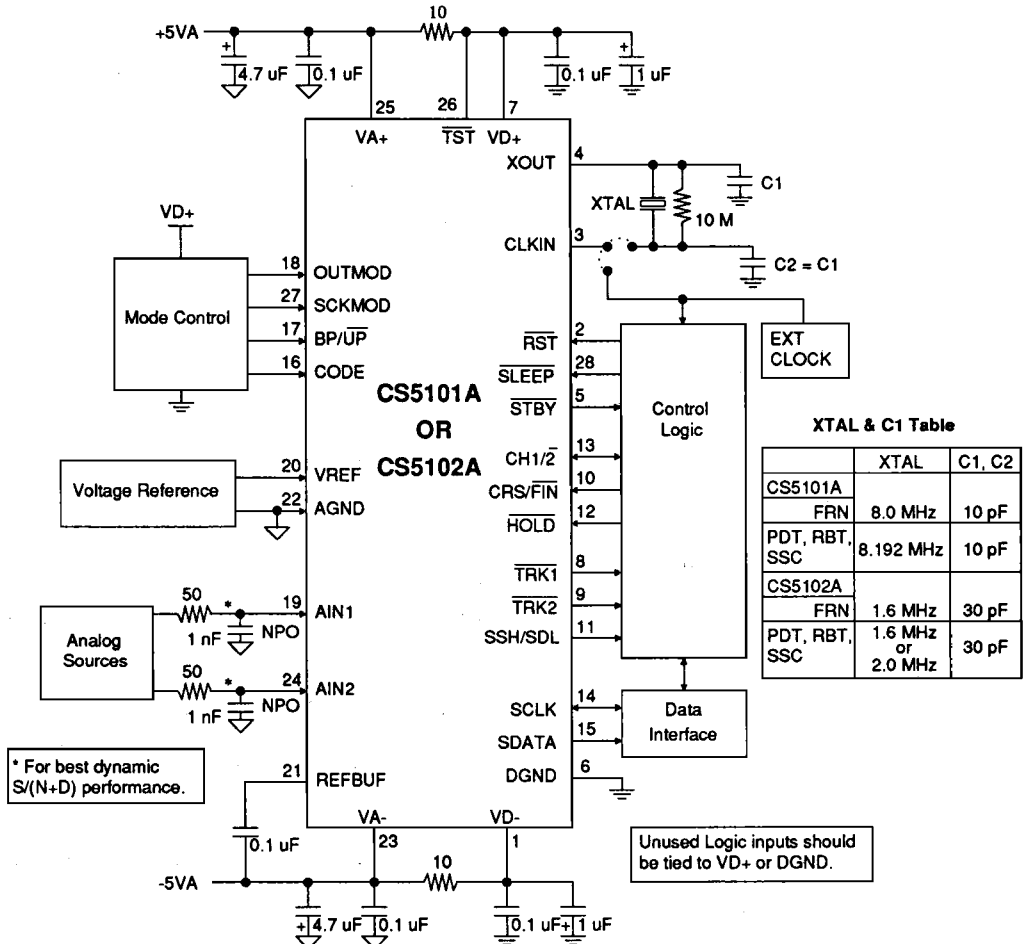 10
+5VA
+
4.7 uF
0.1 uF
0.1 uF
+
1 uF
25
26
7
VA+
TST
VD+
XOUT
4
C1
XTAL
10 M
VD+
CLKIN
3
C2 = C1
Mode Control
18
OUTMOD
27
SCKMOD
17
BP/UP
16
CODE
RST
2
SLEEP
28
STBY
5
Control
Logic
EXT
CLOCK
CS5101A
OR
CS5102A
CH1/2
13
CRS/FIN
10
HOLD
12
TRK1
8
TRK2
9
SSH/SDL
11
Voltage Reference
20
VREF
22
AGND
XTAL & C1 Table
XTAL
C1, C2
CS5101A
FRN
8.0 MHz
10 pF
PDT, RBT,
SSC
8.192 MHz
10 pF
CS5102A
FRN
1.6 MHz
30 pF
PDT, RBT,
SSC
1.6 MHz
or
2.0 MHz
30 pF
Analog
Sources
50
*
19
AIN1
1 nF
NPO
50
*
24
AIN2
1 nF
NPO
SCLK
14
SDATA
15
Data
Interface
DGND
6
* For best dynamic
S/(N+D) performance.
21
REFBUF
0.1 uF
VA-
VD-
23
1
10
-5VA
+
4.7 uF
0.1 uF
0.1 uF
+
1 uF
Unused Logic inputs should
be tied to VD+ or DGND.